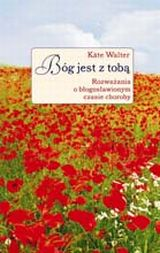 Kate Walter
Bóg jest z tobą
Rozważania
o błogosławionym
czasie choroby